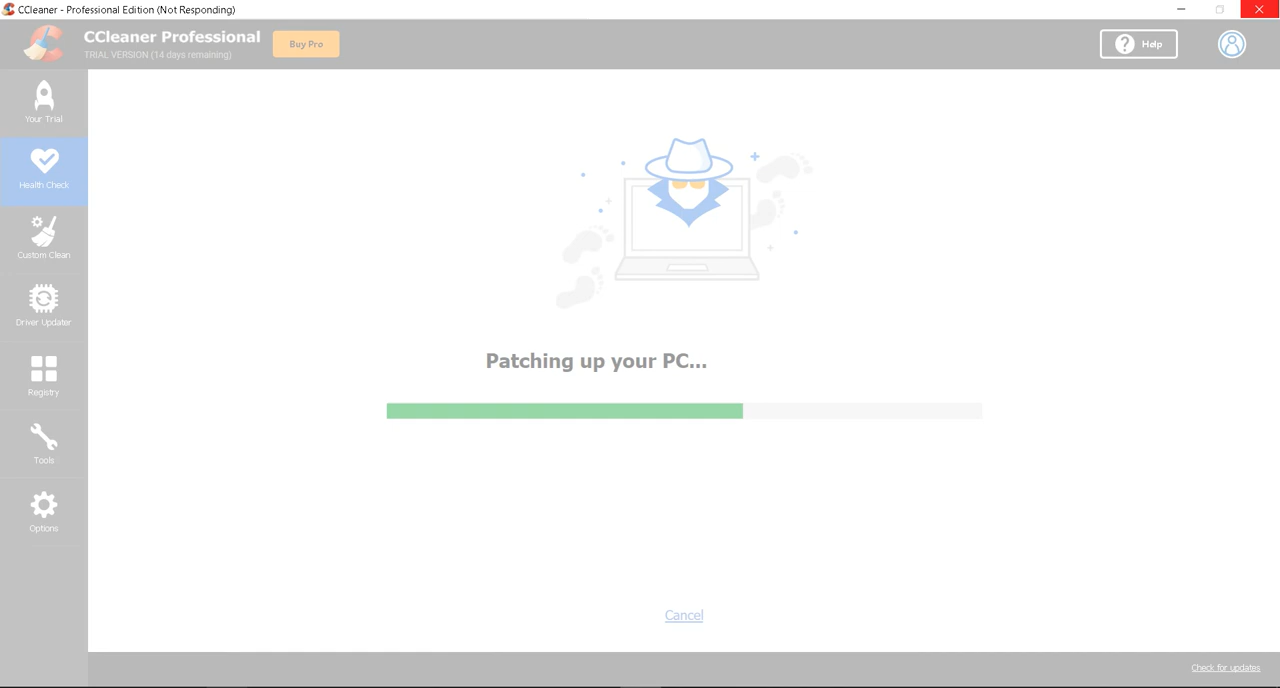 CCleaner - Professional Edition (Not Responding)
CCleaner Professional
TRIAL VERSION (14 days remaining)
Buy Pro
? Help
Your Trial
Health Check
Custom Clean
Driver Updater
Registry
Tools
Options
Patching up your PC...
Cancel
Check for updates